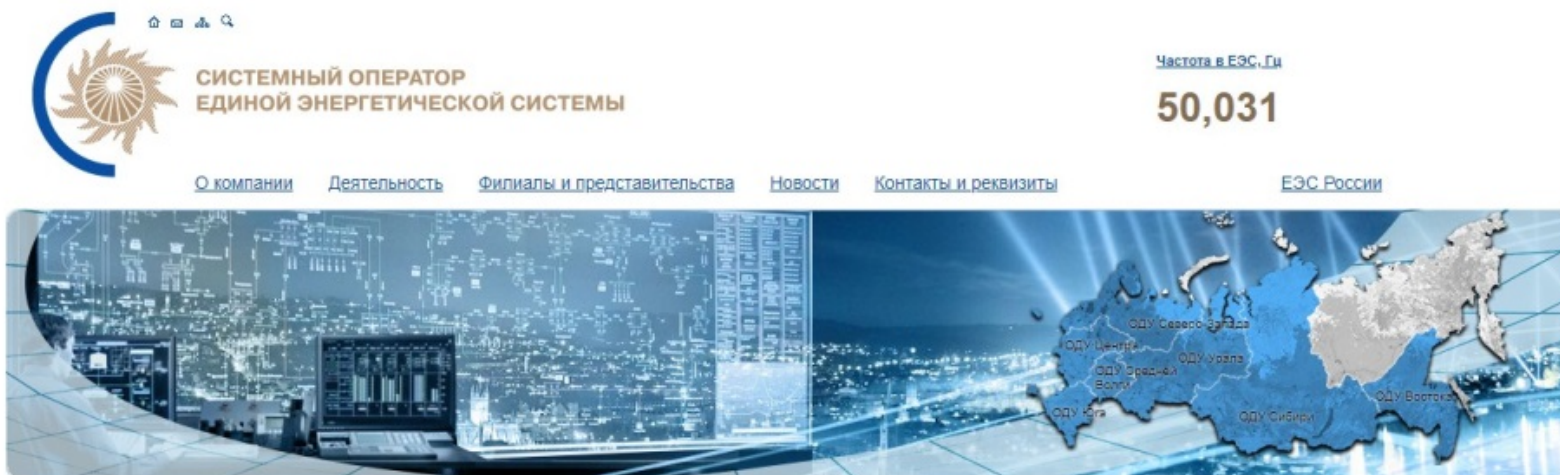 СИСТЕМНЫЙ ОПЕРАТОР
ЕДИНОЙ ЭНЕРГЕТИЧЕСКОЙ СИСТЕМЫ
Частота в ЕЭС, Гц
50,031
О компании Деятельность Филиалы и представительства Новости Контакты и реквизиты ЕЭС России
ОДУ Северо-Запада
ОДУ Центра
ОДУ Урала
ОДУ Средней
Волги
ОДУ Юга
ОДУ Сибири
ОДУ Востока